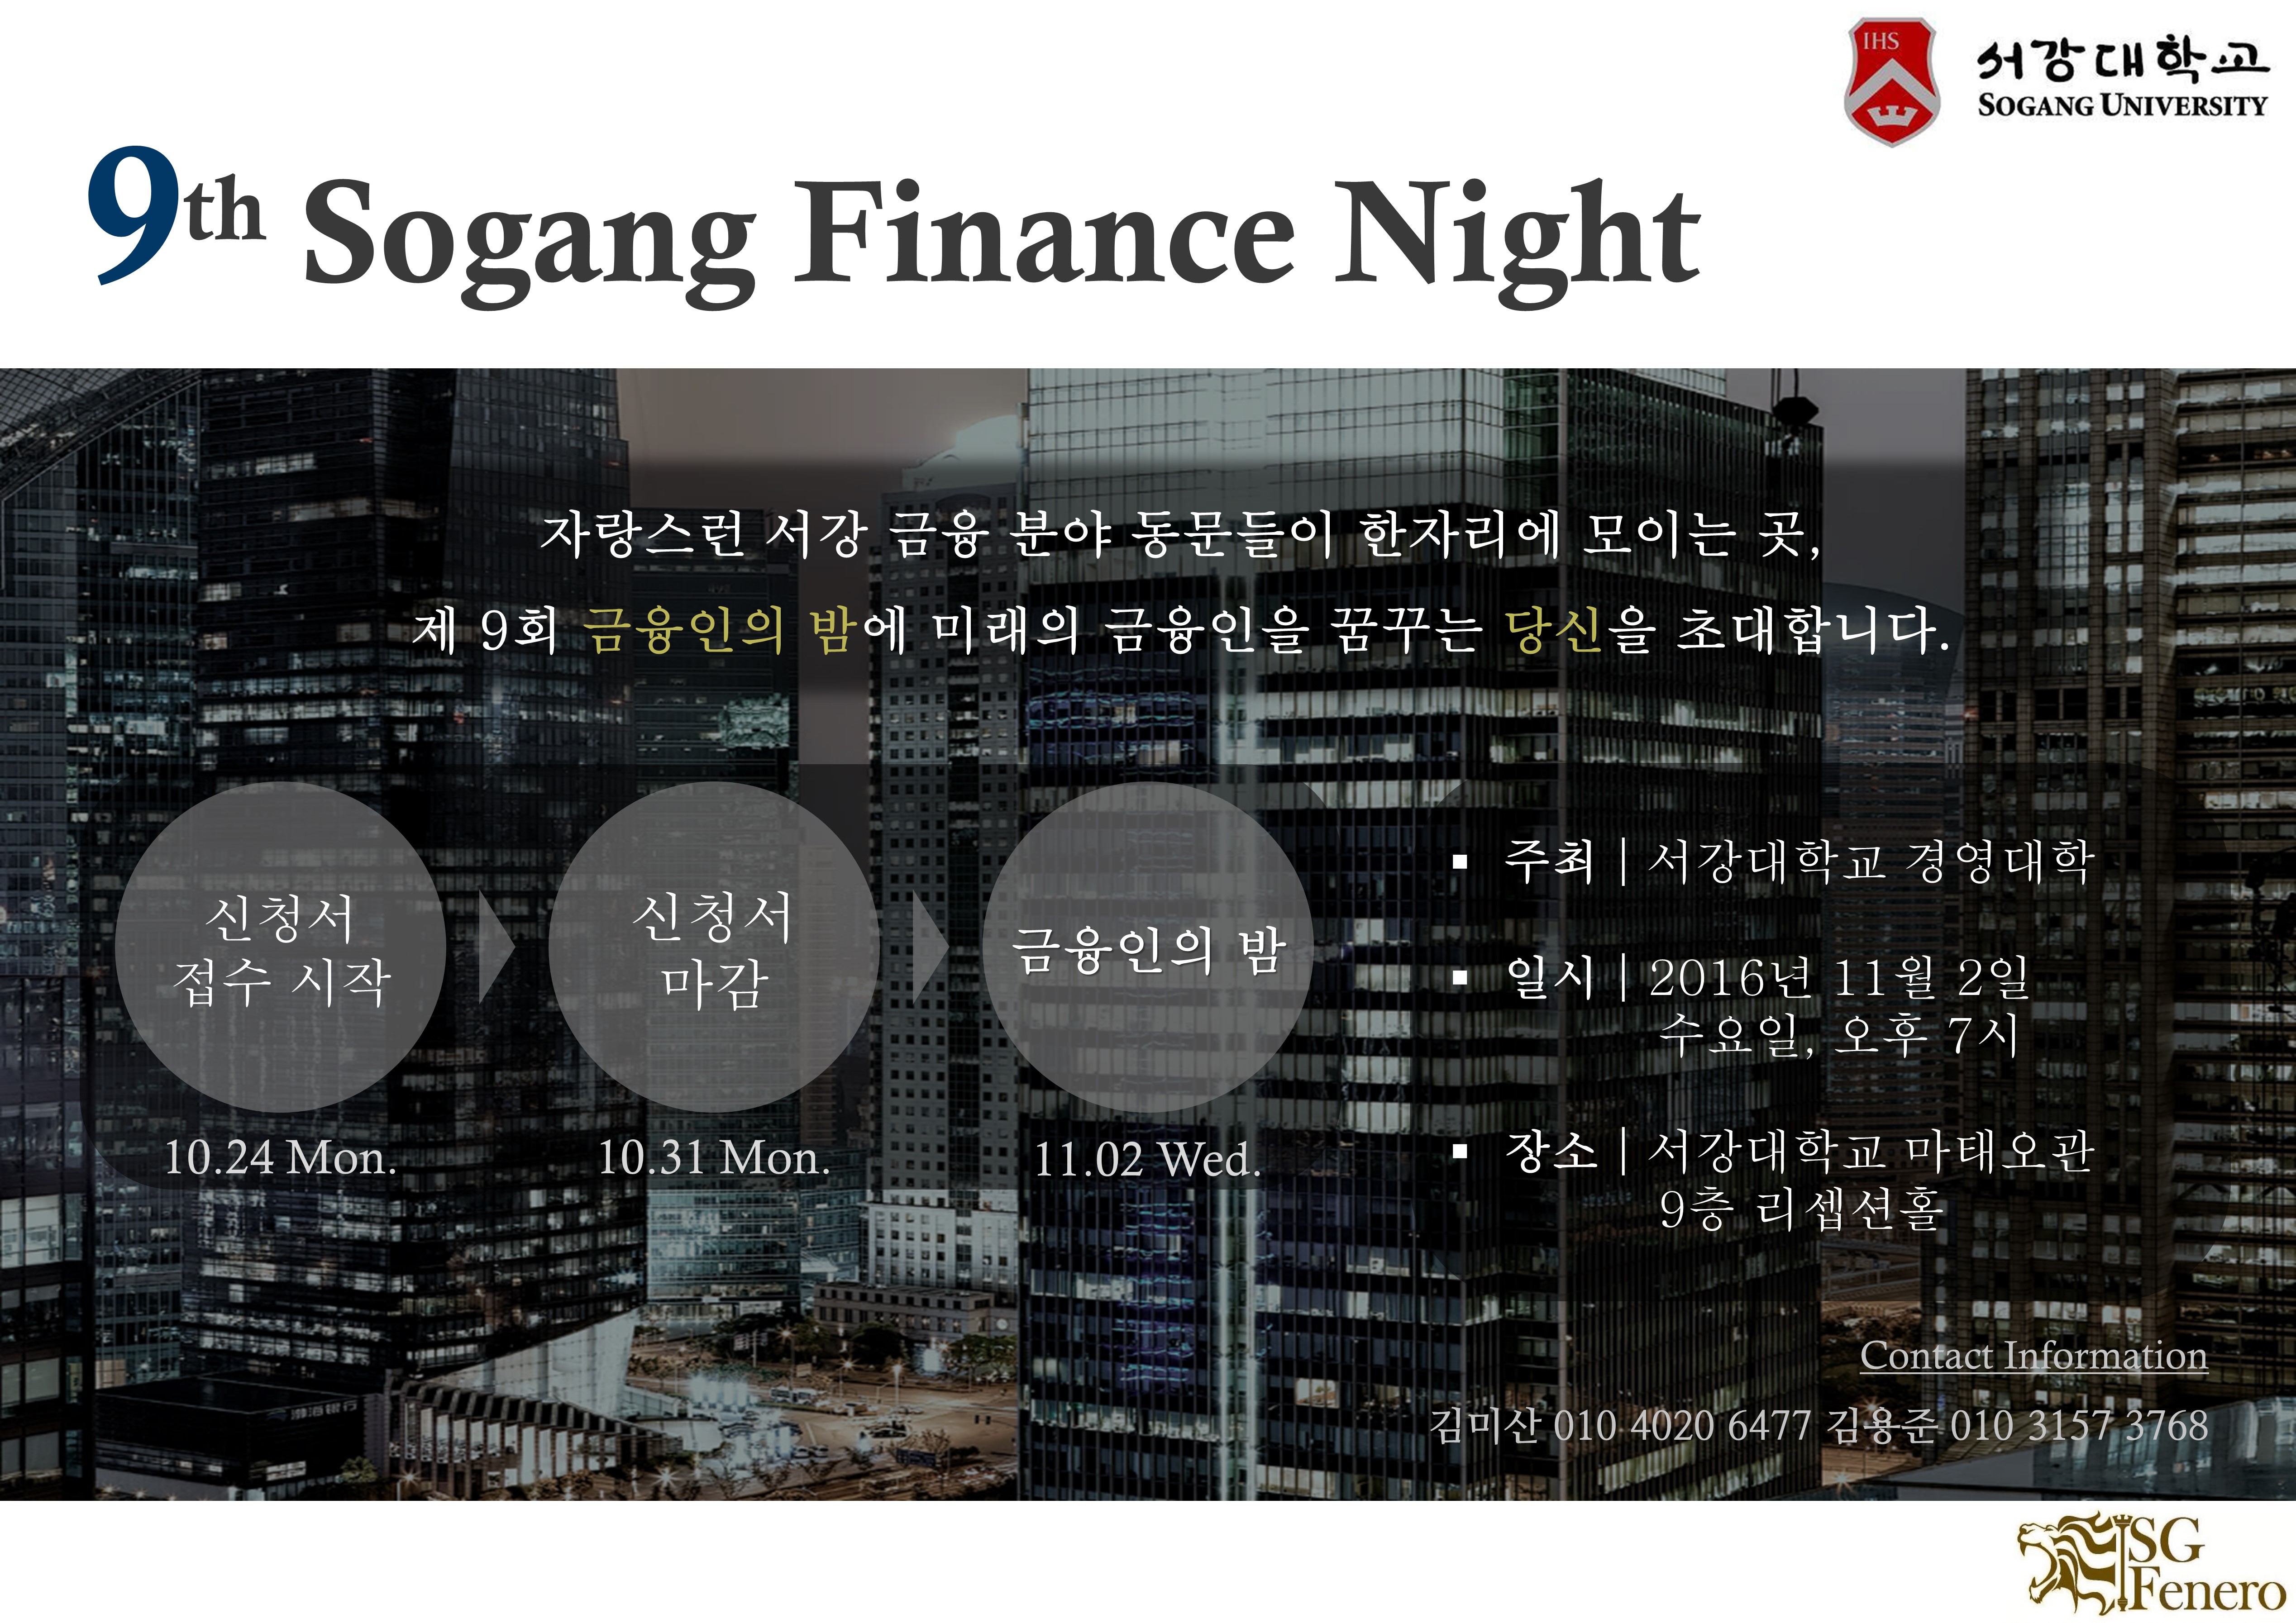 IHS
서강대학교
SOGANG UNIVERSITY
9th Sogang Finance Night
자랑스런 서강 금융 분야 동문들이 한자리에 모이는 곳,
제 9회 금융인의 밤에 미래의 금융인을 꿈꾸는 당신을 초대합니다.
신청서
접수 시작
10.24 Mon.
신청서
마감
10.31 Mon.
금융인의 밤
11.02 Wed.
▪ 주최 | 서강대학교 경영대학
▪ 일시 | 2016년 11월 2일
수요일, 오후 7시
▪ 장소 | 서강대학교 마태오관
9층 리셉션홀
Contact Information
김미산 010 4020 6477 김용준 010 3157 3768
SG
Fenero